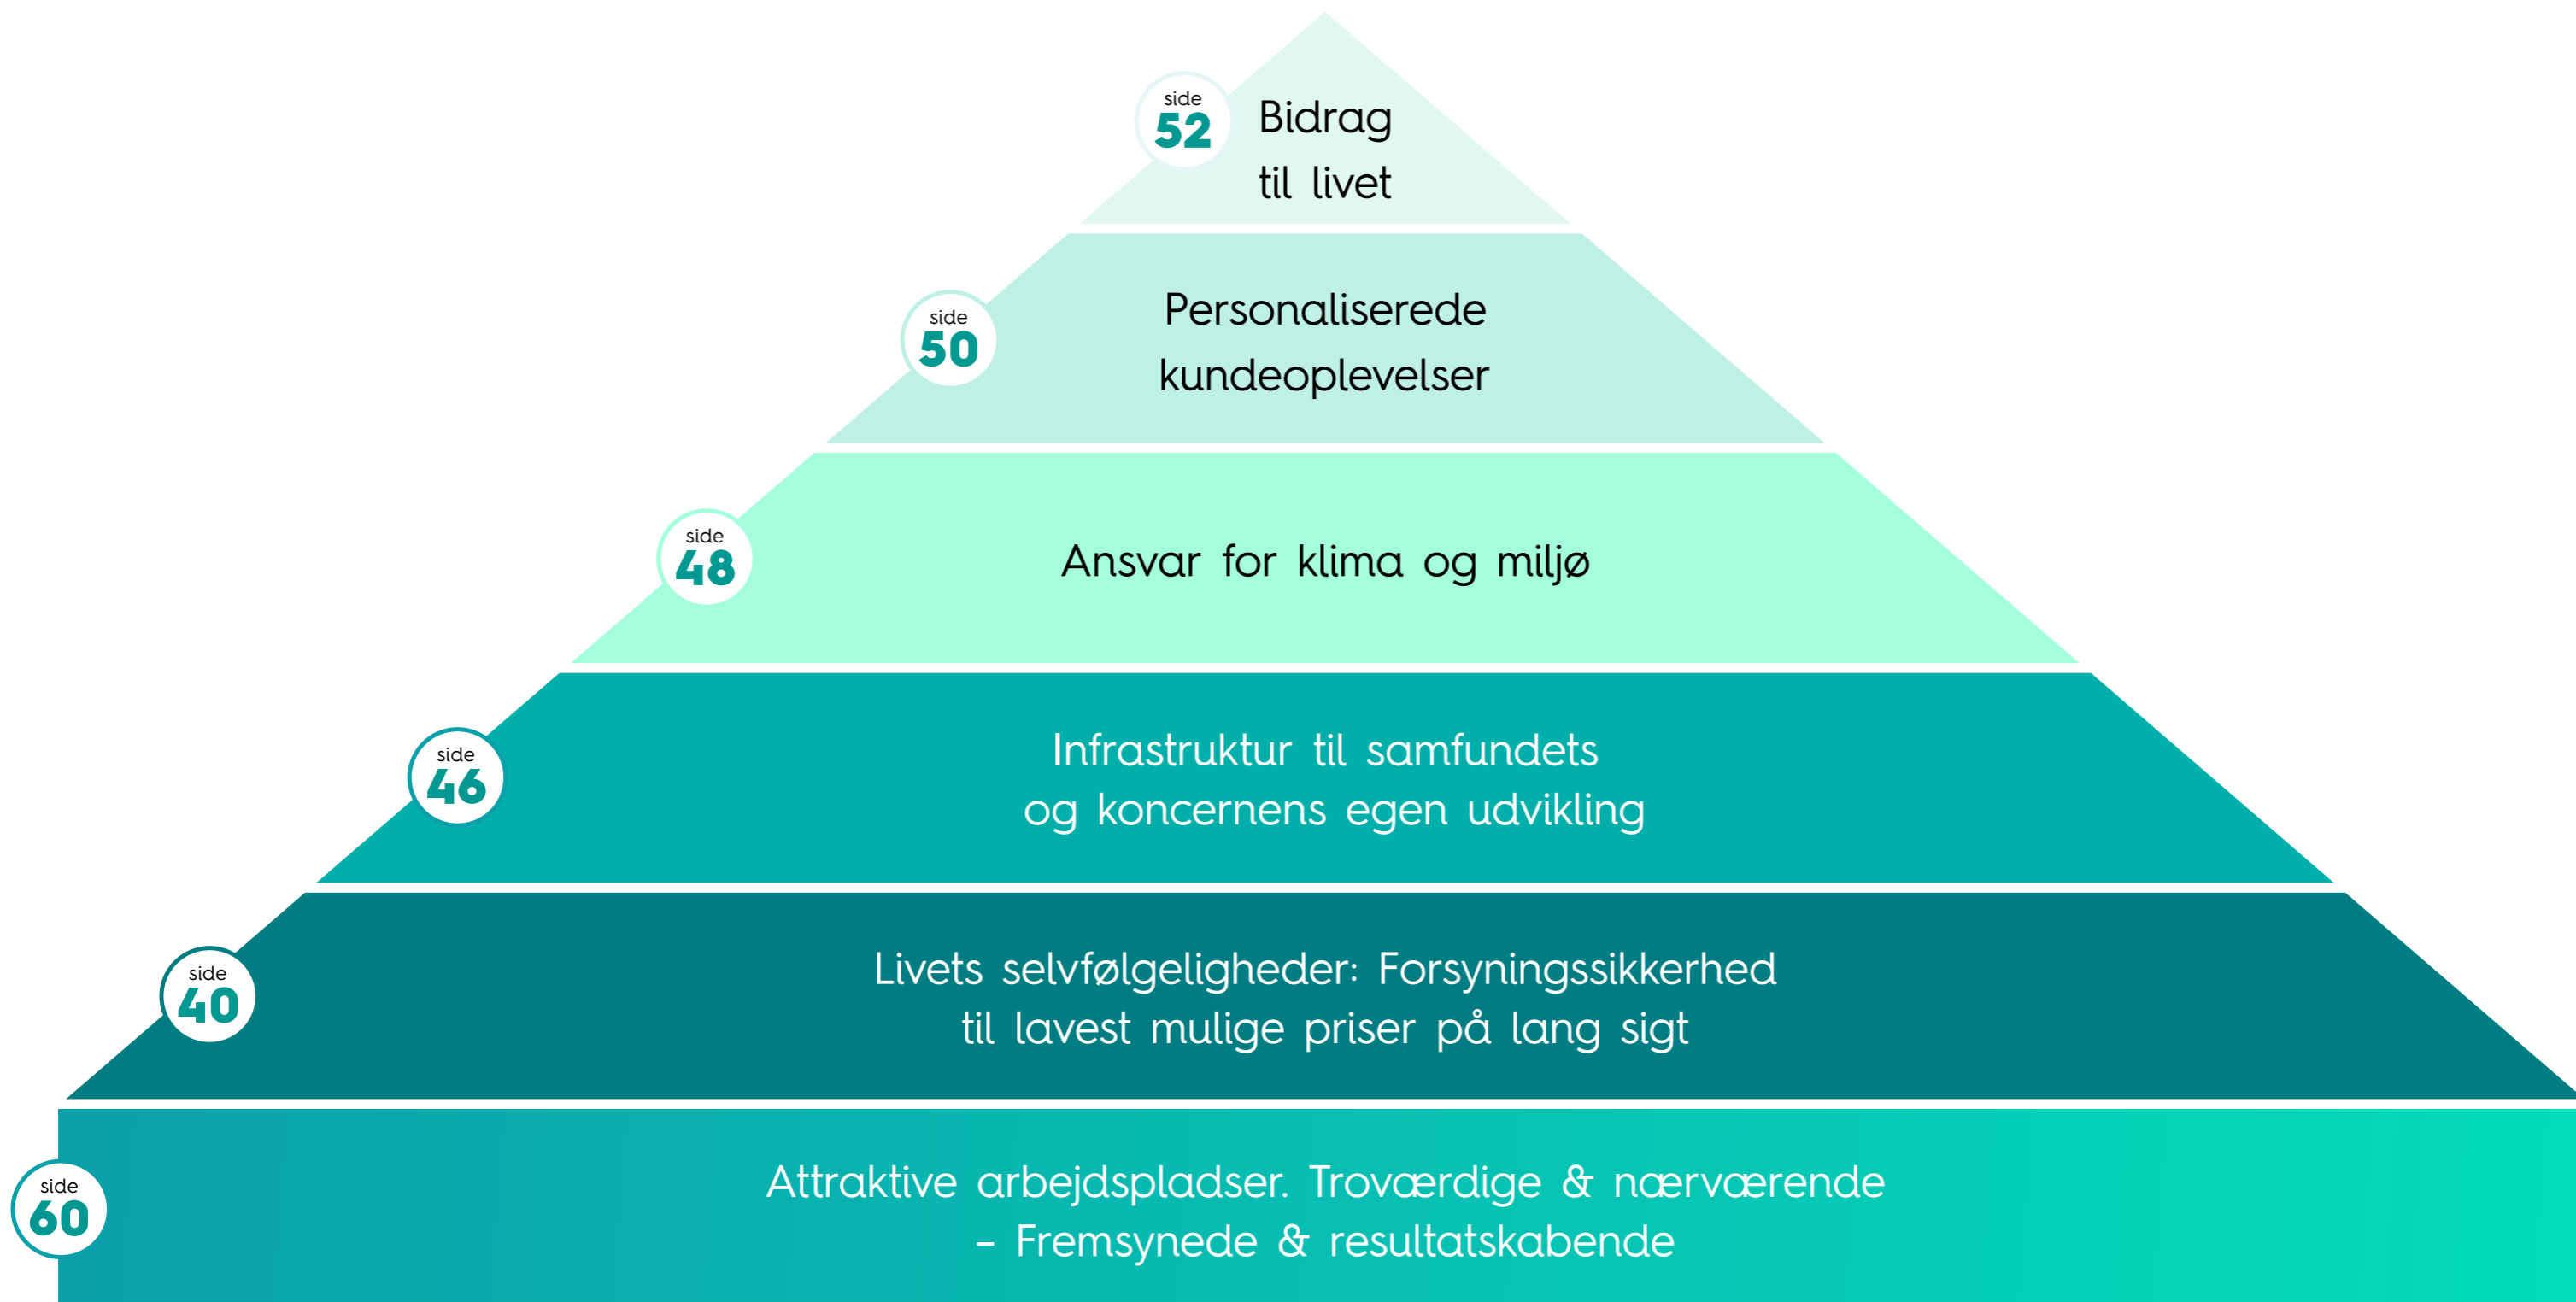 side
52
Bidrag
til livet
side
50
Personaliserede
kundeoplevelser
side
48
Ansvar for klima og miljø
side
46
Infrastruktur til samfundets
og koncernens egen udvikling
side
40
Livets selvfølgeligheder: Forsyningssikkerhed
til lavest mulige priser på lang sigt
side
60
Attraktive arbejdspladser. Troværdige & nærværende
– Fremsynede & resultatskabende